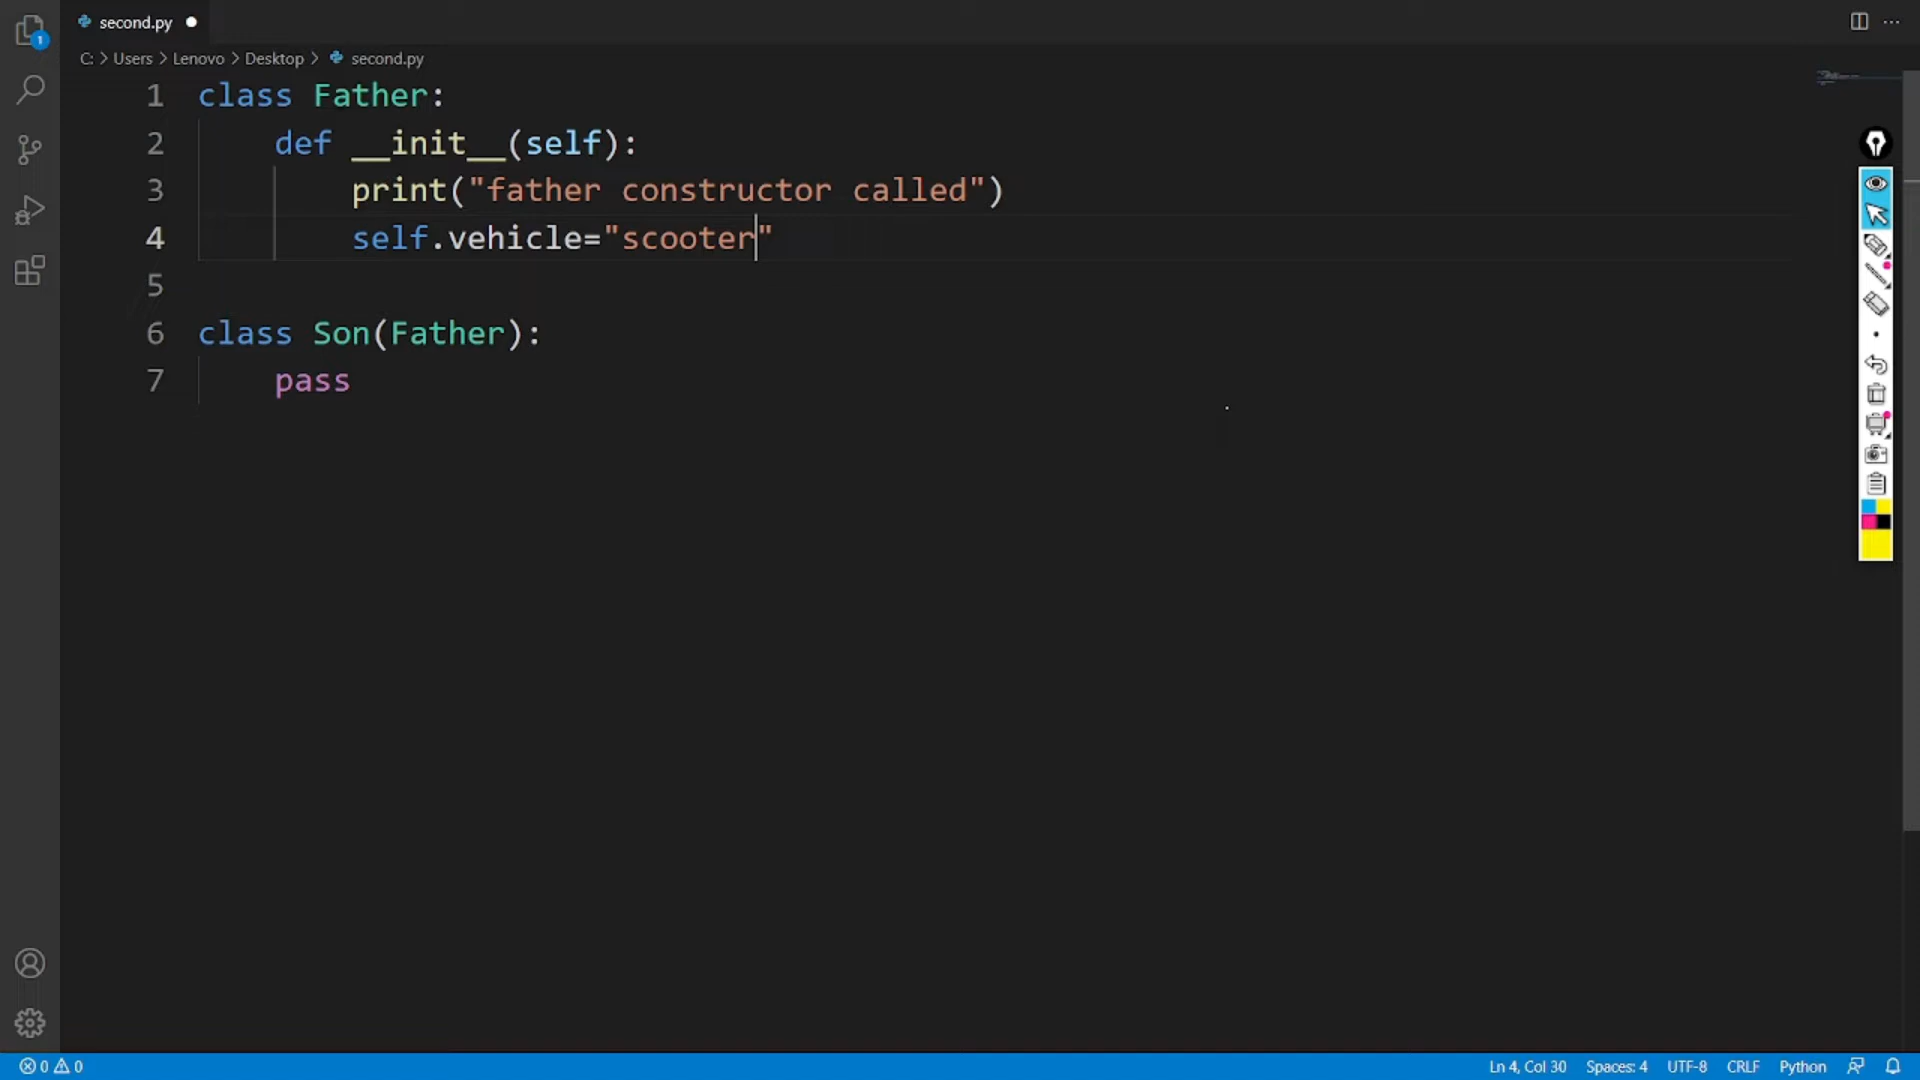 second.py
C: > Users > Lenovo > Desktop > second.py
1 class Father:
2     def __init__(self):
3         print("father constructor called")
4         self.vehicle="scooter"
5
6 class Son(Father):
7     pass
1
0 0 Ln 4, Col 30 Spaces: 4 UTF-8 CRLF Python